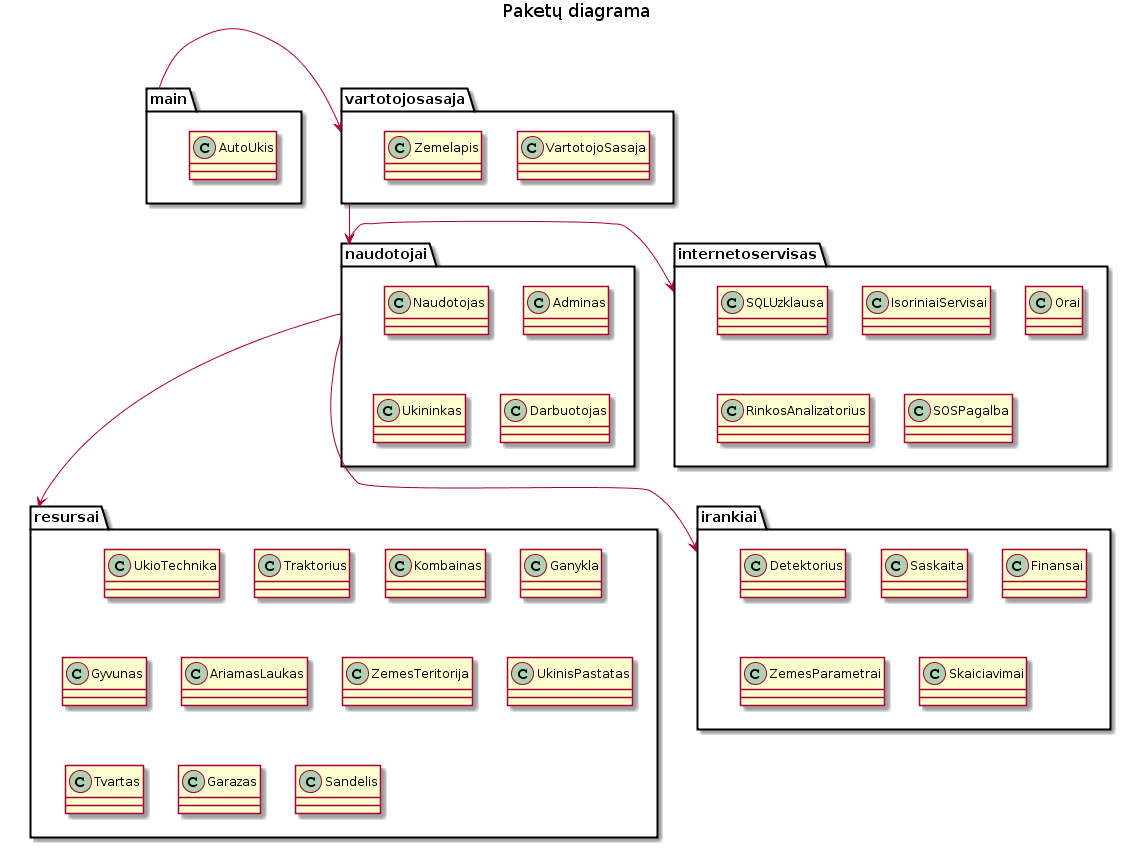 Paketų diagrama
main
C AutoUkis
vartotojosasaja
C Zemelapis
C VartotojoSasaja
naudotojai
C Naudotojas
C Adminas
C Ukininkas
C Darbuotojas
internetoservisas
C SQLUzklausa
C IsoriniaiServisai
C Orai
C RinkosAnalizatorius
C SOSPagalba
resursai
C UkioTechnika
C Traktorius
C Kombainas
C Ganykla
C Gyvunas
C AriamasLaukas
C ZemesTeritorija
C UkinisPastatas
C Tvartas
C Garazas
C Sandelis
irankiai
C Detektorius
C Saskaita
C Finansai
C ZemesParametrai
C Skaiciavimai